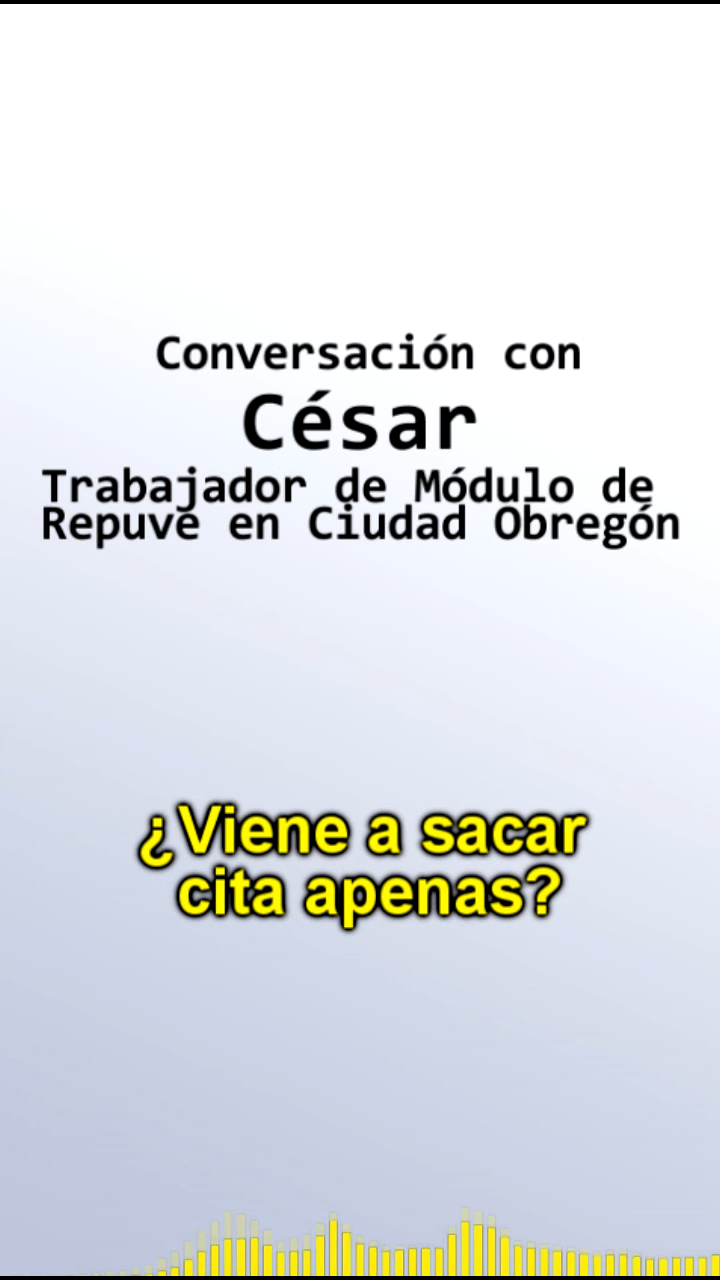 Conversación con
César
Trabajador de Módulo de
Repuve en Ciudad Obregón
¿Viene a sacar
cita apenas?